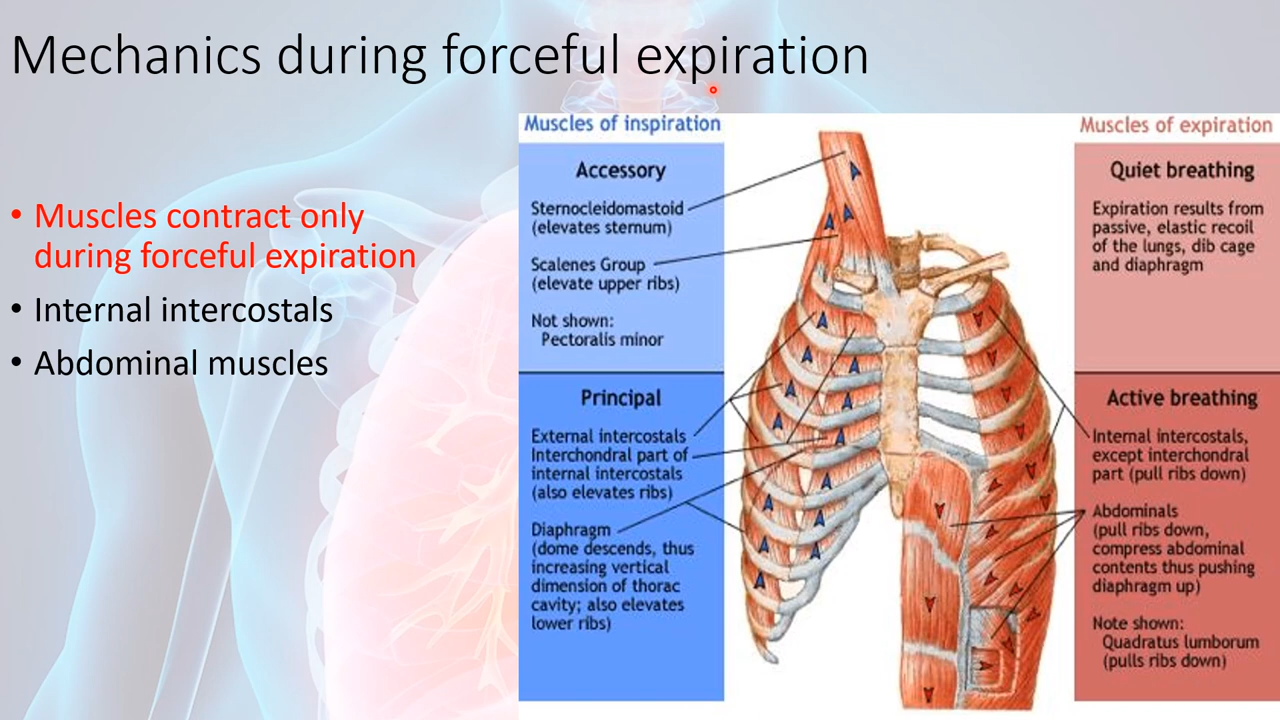 Mechanics during forceful expiration
• Muscles contract only
during forceful expiration
• Internal intercostals
• Abdominal muscles
Muscles of inspiration
Accessory
Sternocleidomastoid
(elevates sternum)
Scalenes Group
(elevate upper ribs)
Not shown:
Pectoralis minor
Principal
External intercostals
Interchondral part of
internal intercostals
(also elevates ribs)
Diaphragm
(dome descends, thus
increasing vertical
dimension of thorac
cavity; also elevates
lower ribs)
Muscles of expiration
Quiet breathing
Expiration results from
passive, elastic recoil
of the lungs, dib cage
and diaphragm
Active breathing
Internal intercostals,
except interchondral
part (pull ribs down)
Abdominals
(pull ribs down,
compress abdominal
contents thus pushing
diaphragm up)
Note shown:
Quadratus lumborum
(pulls ribs down)